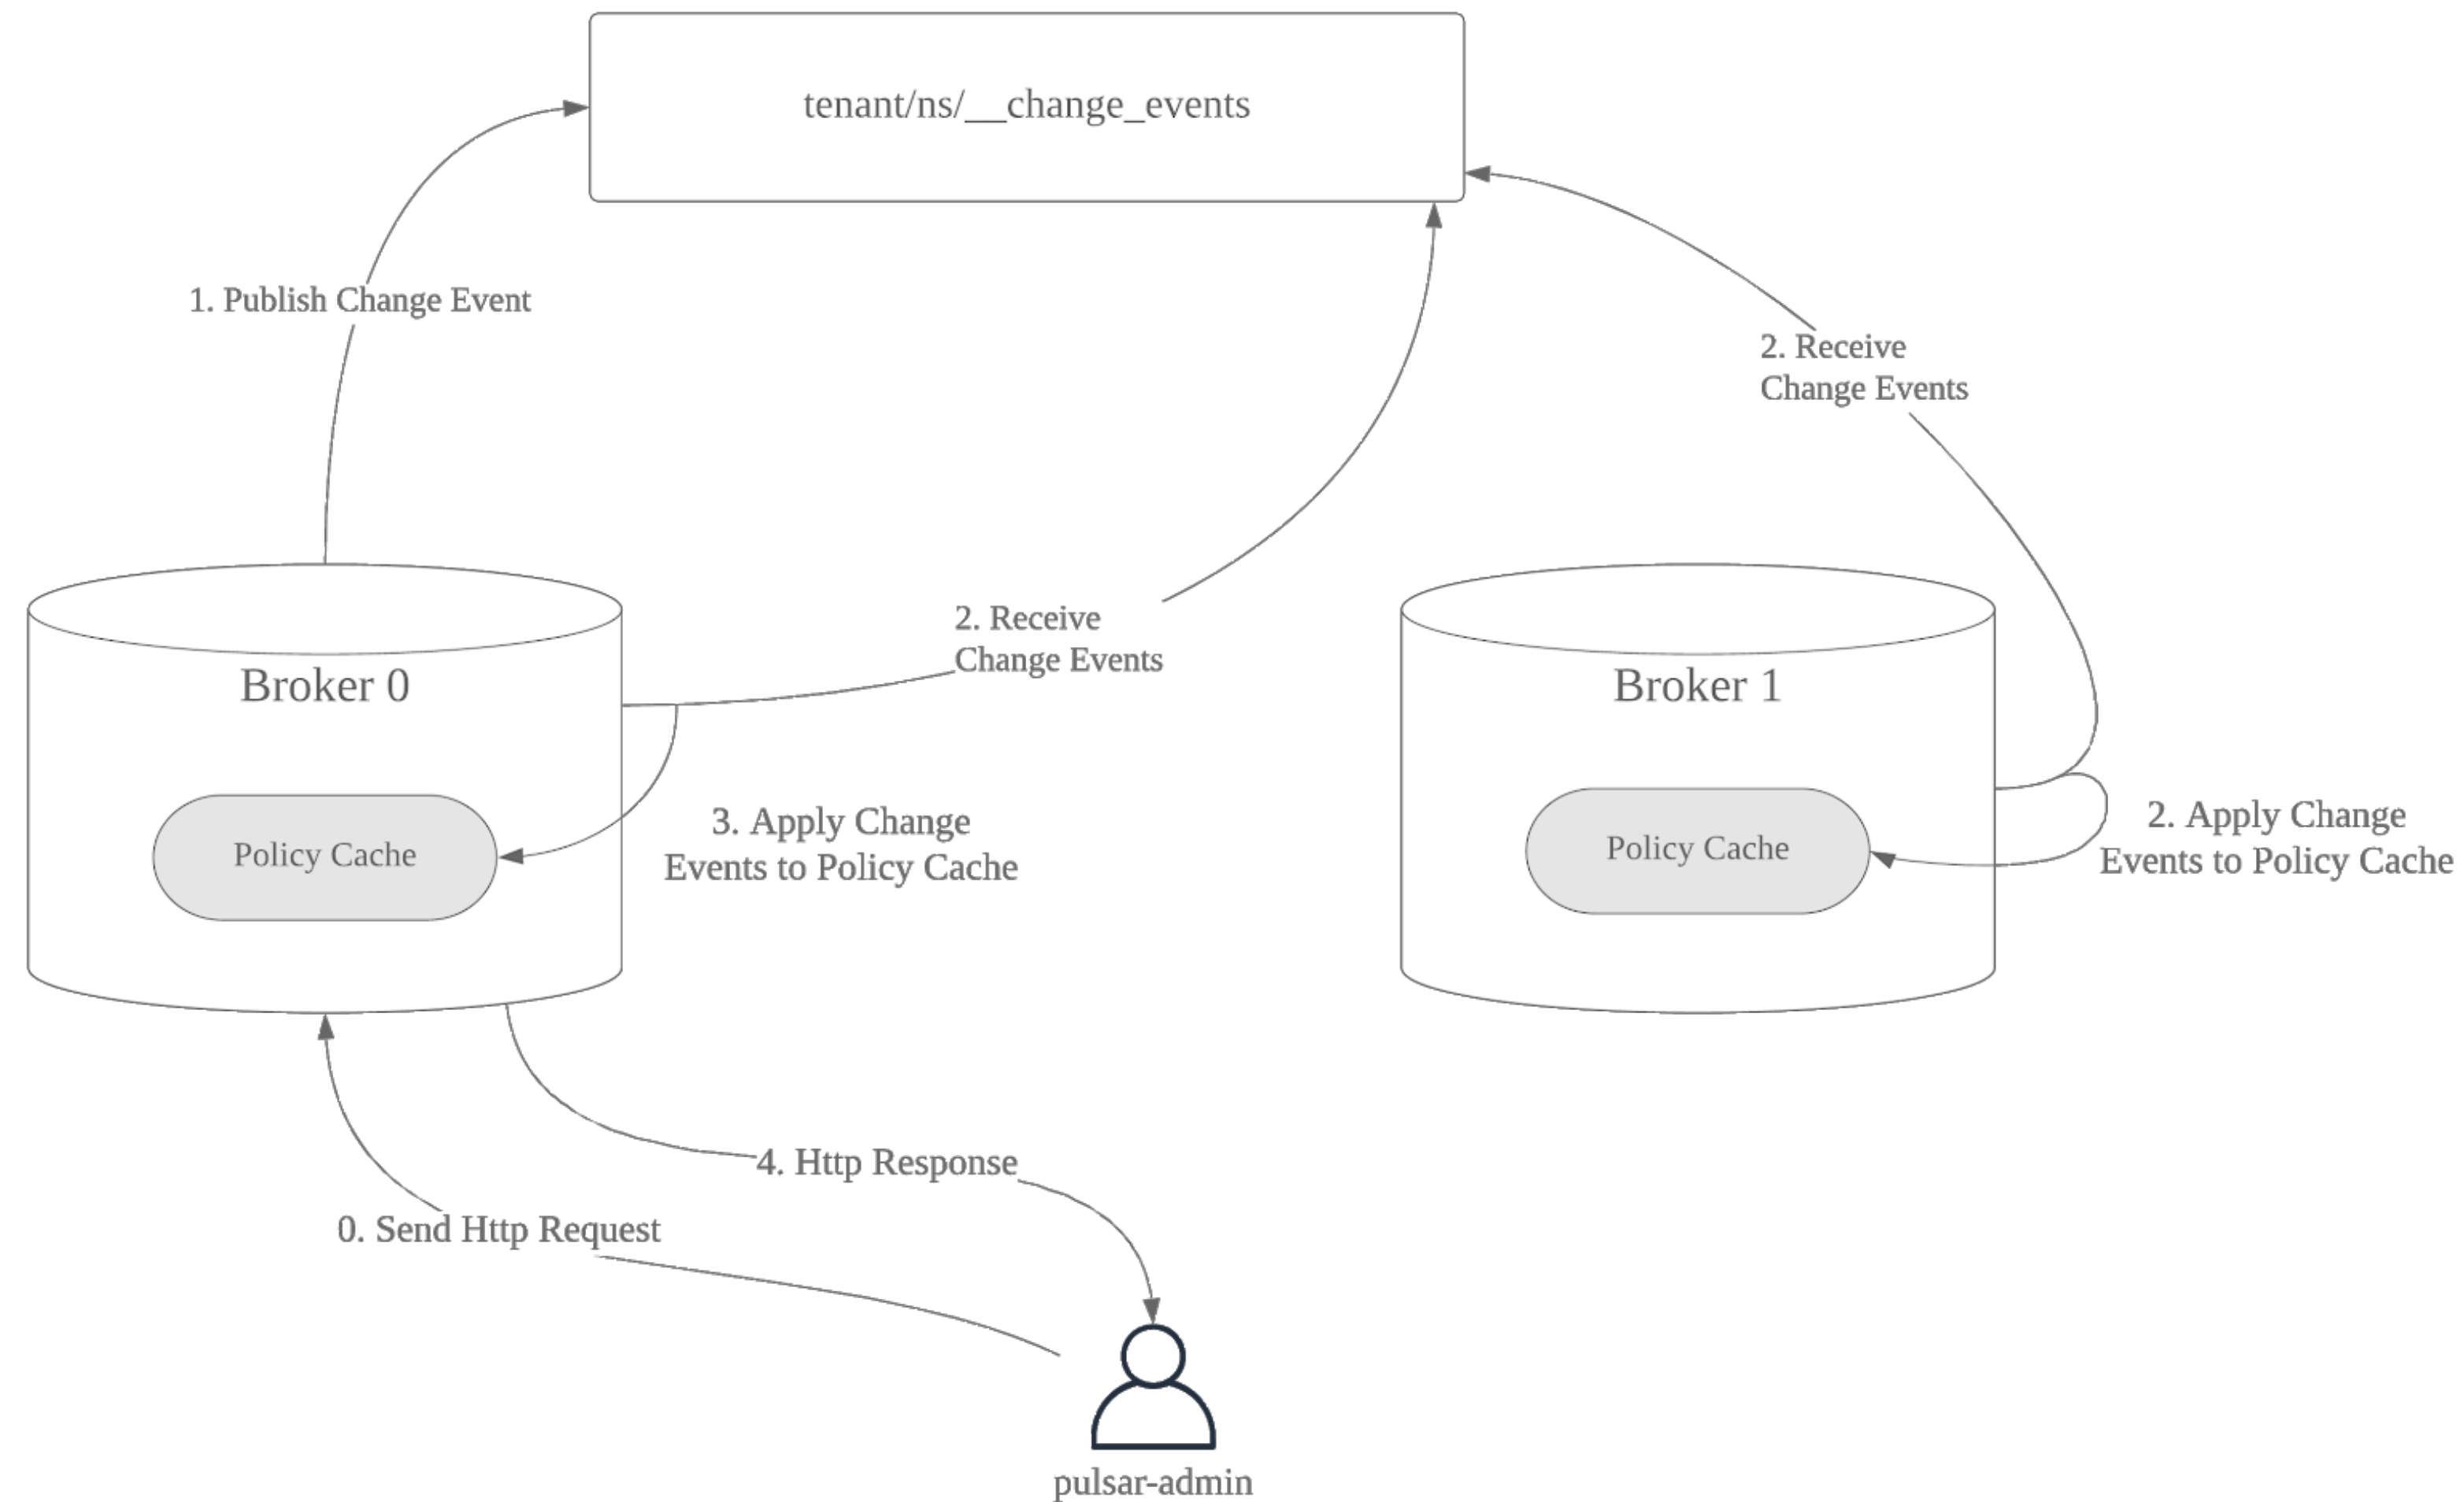 tenant/ns/__change_events
1. Publish Change Event
2. Receive
Change Events
2. Receive
Change Events
Broker 0
Broker 1
Policy Cache
3. Apply Change
Events to Policy Cache
Policy Cache
2. Apply Change
Events to Policy Cache
4. Http Response
0. Send Http Request
pulsar-admin